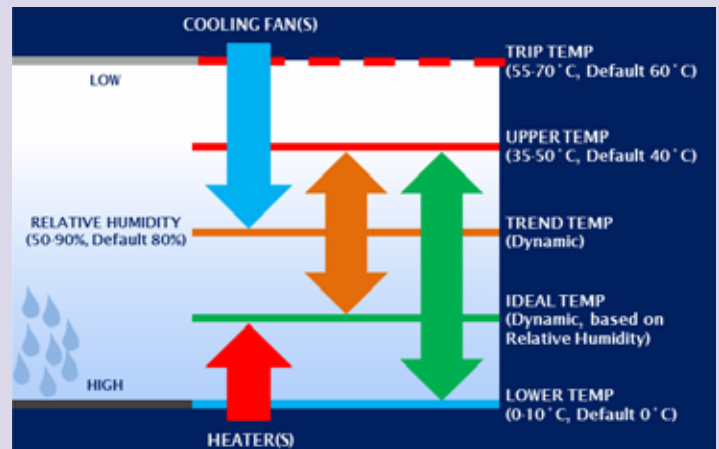 COOLING FAN(S)
TRIP TEMP
(55-70˚C, Default 60˚C)
LOW
UPPER TEMP
(35-50˚C, Default 40˚C)
RELATIVE HUMIDITY
(50-90%, Default 80%)
TREND TEMP
(Dynamic)
IDEAL TEMP
(Dynamic, based on
Relative Humidity)
HIGH
LOWER TEMP
(0-10˚C, Default 0˚C)
HEATER(S)